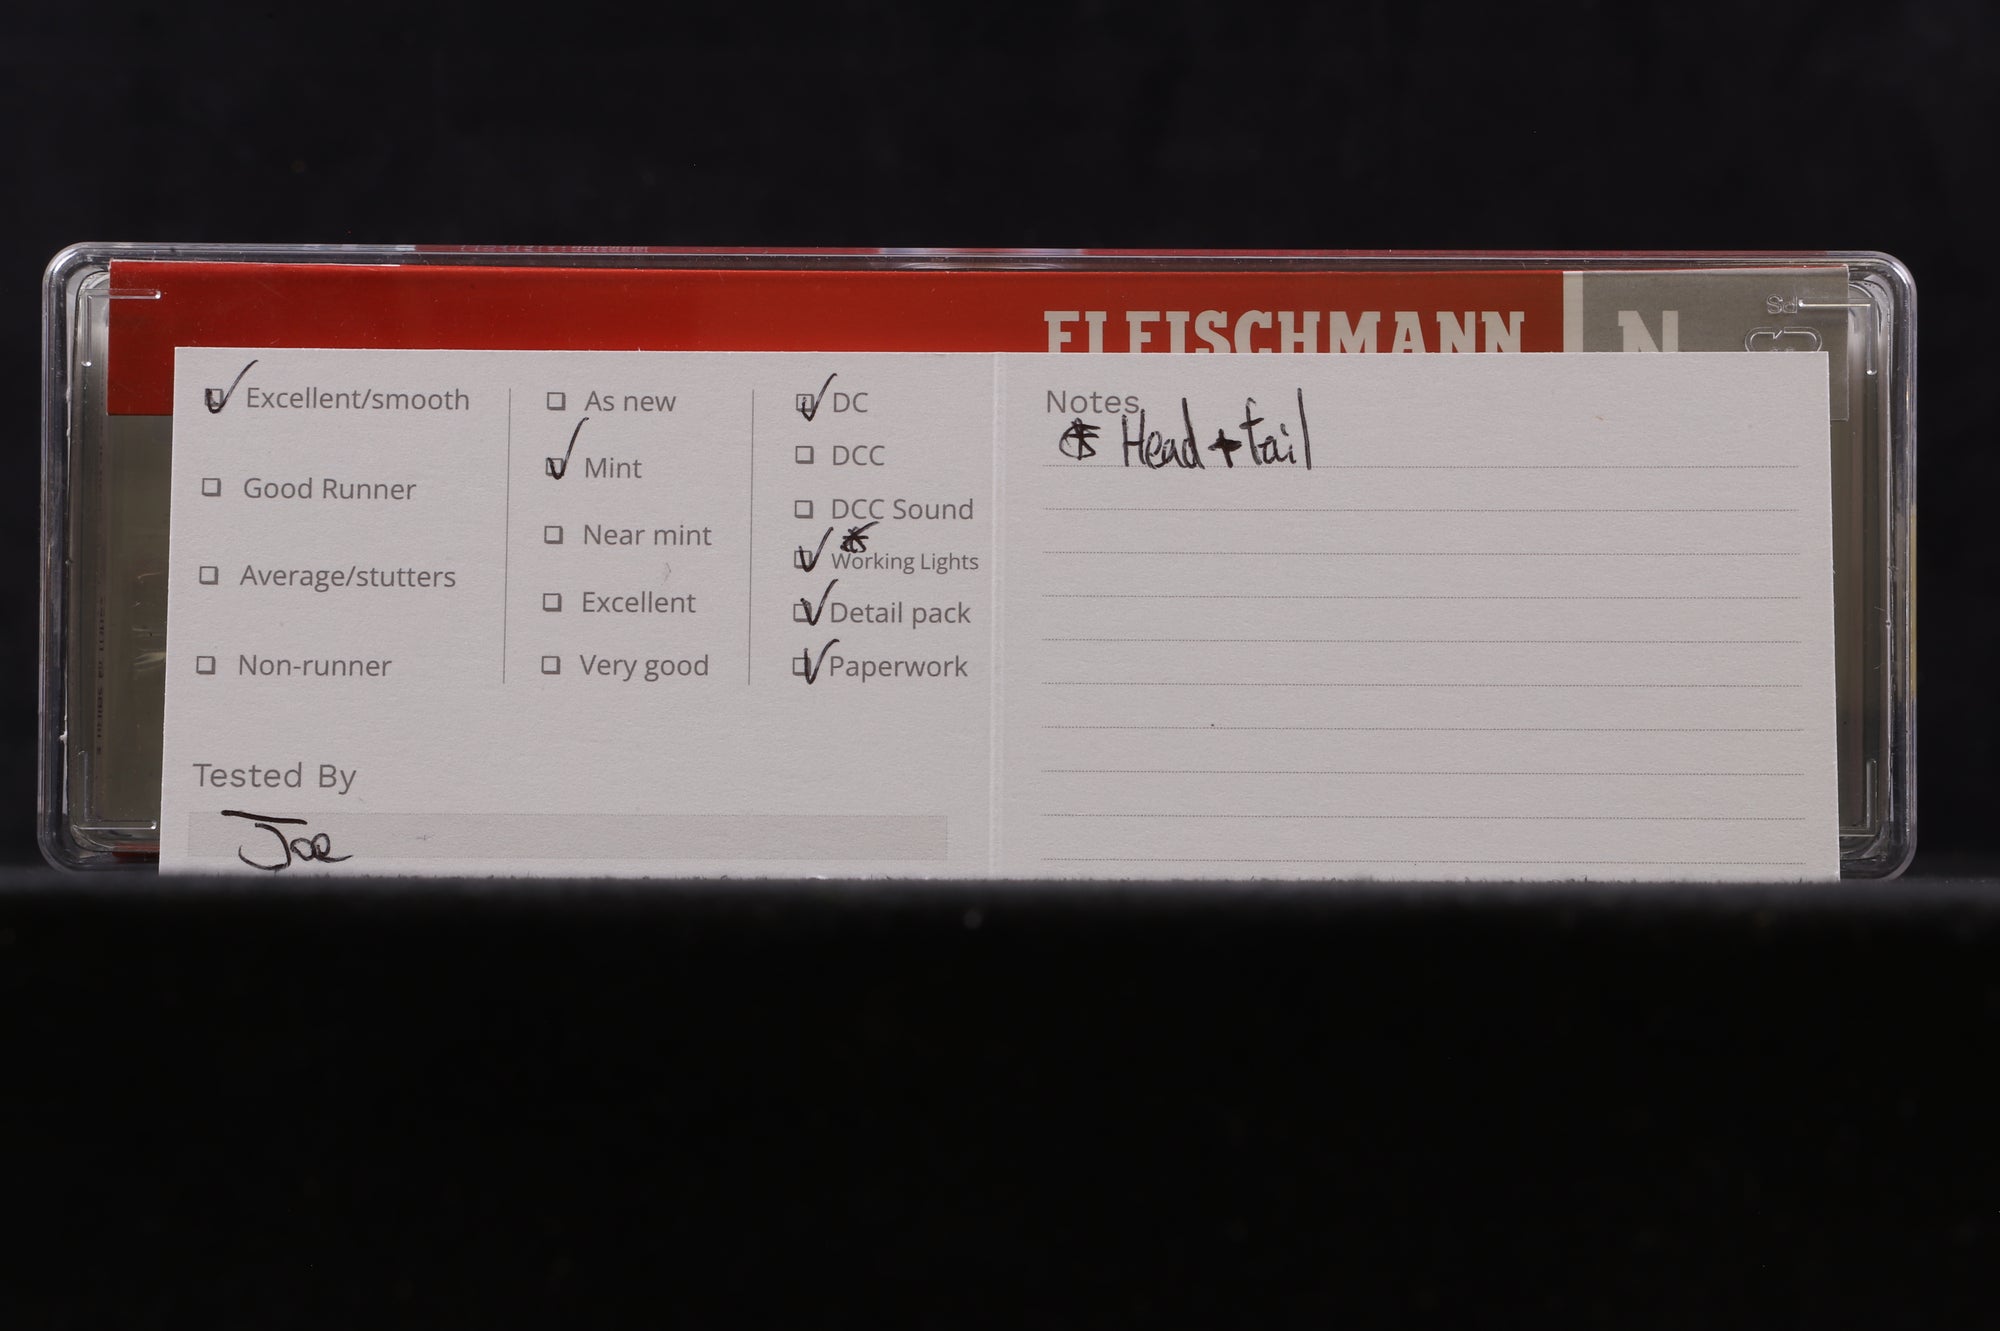 FLEISCHMANN N
PS
Excellent/smooth
Good Runner
Average/stutters
Non-runner
As new
Mint
Near mint
Excellent
Very good
DC
DCC
DCC Sound
*
Working Lights
Detail pack
Paperwork
Tested By
Joe
Notes
* Head + tail